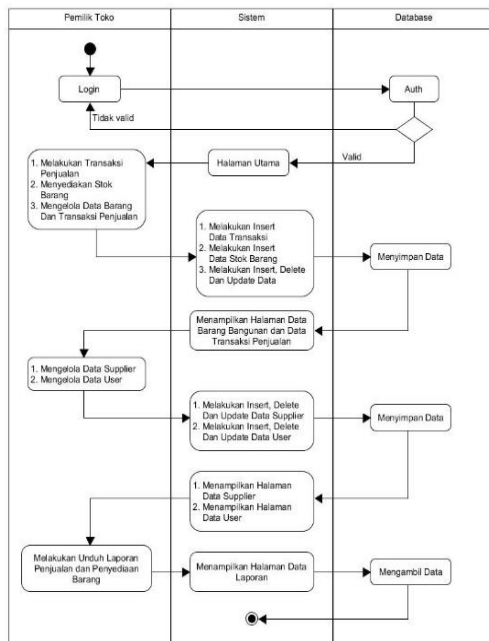 Pemilik Toko
Sistem
Database
Login
Auth
Tidak valid
Valid
Halaman Utama
1. Melakukan Transaksi
Penjualan
2. Menyediakan Stok
Barang
3. Mengelola Data Barang
Dan Transaksi Penjualan
1. Melakukan Insert
Data Transaksi
2. Melakukan Insert
Data Stok Barang
3. Melakukan Insert, Delete
Dan Update Data
Menyimpan Data
Menampilkan Halaman Data
Barang Bangunan dan Data
Transaksi Penjualan
1. Mengelola Data Supplier
2. Mengelola Data User
1. Melakukan Insert, Delete
Dan Update Data Supplier
2. Melakukan Insert, Delete
Dan Update Data User
Menyimpan Data
1. Menampilkan Halaman
Data Supplier
2. Menampilkan Halaman
Data User
Melakukan Unduh Laporan
Penjualan dan Penyediaan
Barang
Menampilkan Halaman Data
Laporan
Mengambil Data